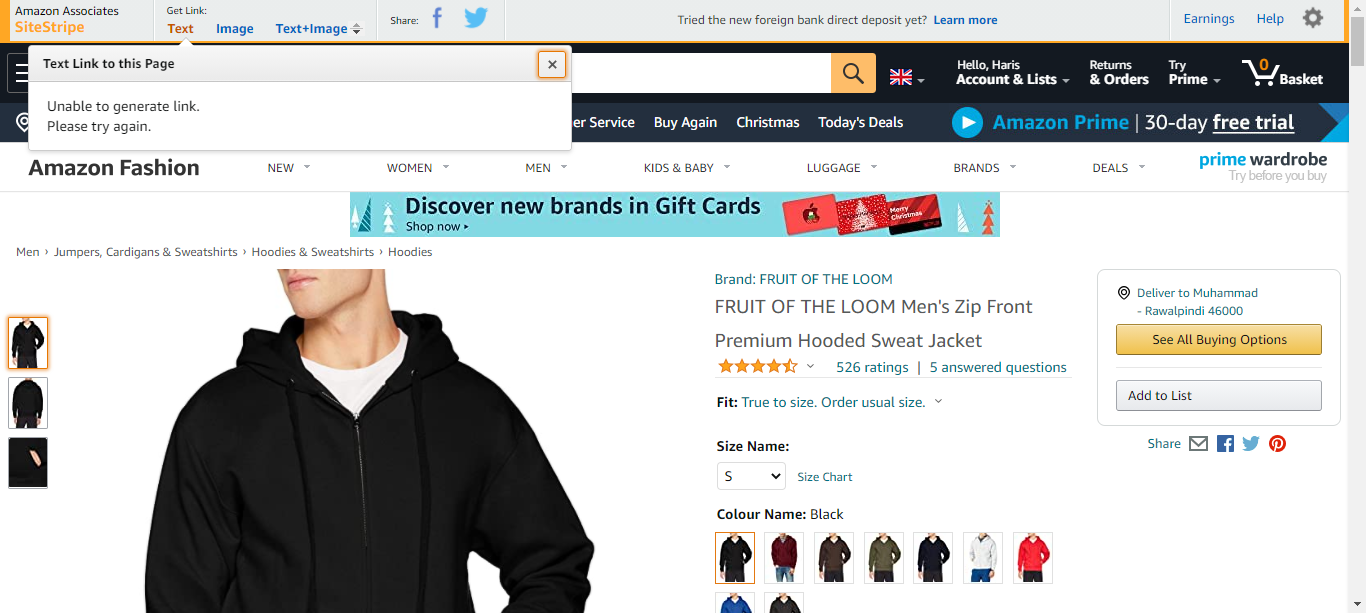 Amazon Associates
SiteStripe
Get Link:
Text Image Text+Image
Share:
Tried the new foreign bank direct deposit yet? Learn more
Earnings Help
Text Link to this Page
Unable to generate link.
Please try again.
Hello, Haris
Account & Lists
Returns
& Orders
Try
Prime
0
Basket
er Service Buy Again Christmas Today's Deals
Amazon Prime | 30-day free trial
Amazon Fashion
NEW WOMEN MEN KIDS & BABY LUGGAGE BRANDS DEALS
prime wardrobe
Try before you buy
Discover new brands in Gift Cards
Shop now ▸
Merry
Christmas
Men › Jumpers, Cardigans & Sweatshirts › Hoodies & Sweatshirts › Hoodies
Brand: FRUIT OF THE LOOM
FRUIT OF THE LOOM Men's Zip Front
Premium Hooded Sweat Jacket
526 ratings | 5 answered questions
Fit: True to size. Order usual size.
Size Name:
S Size Chart
Colour Name: Black
Deliver to Muhammad
- Rawalpindi 46000
See All Buying Options
Add to List
Share